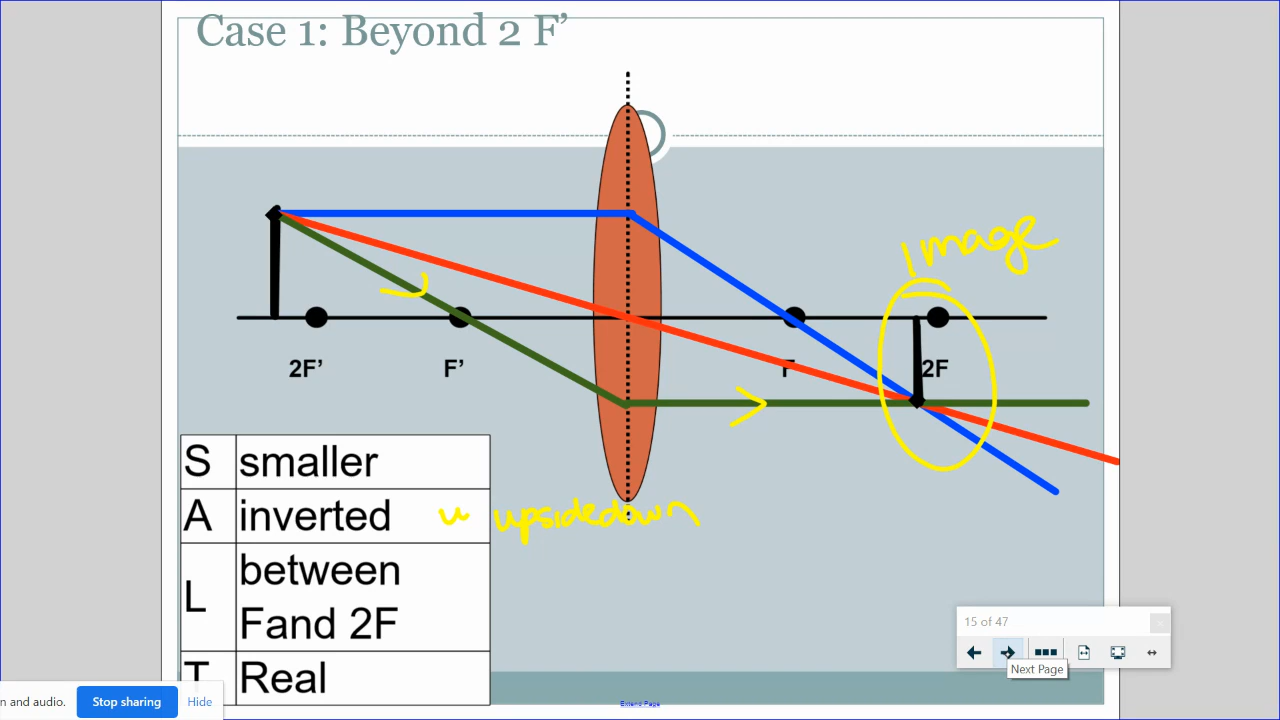 Case 1: Beyond 2 F’
Image
2F’
F’
F
2F
S smaller
A inverted upsidedown
L between
Fand 2F
T Real
15 of 47
Next Page
n and audio. Stop sharing Hide
Extend Page